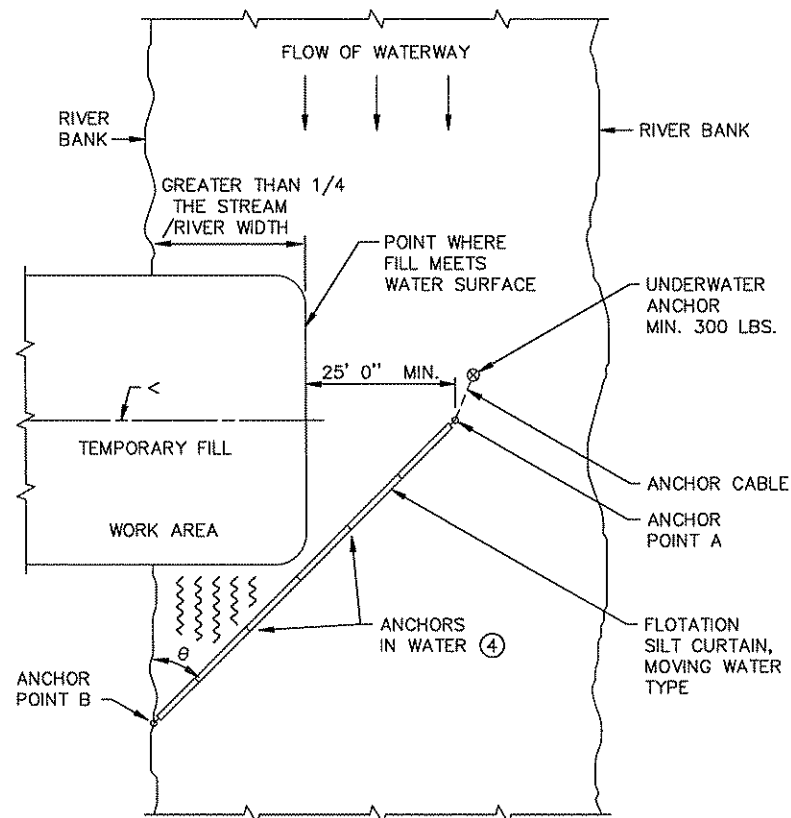 FLOW OF WATERWAY
RIVER
BANK
RIVER BANK
GREATER THAN 1/4
THE STREAM
/RIVER WIDTH
POINT WHERE
FILL MEETS
WATER SURFACE
UNDERWATER
ANCHOR
MIN. 300 LBS.
25' 0" MIN.
<
TEMPORARY FILL
WORK AREA
ANCHOR CABLE
ANCHOR
POINT A
ANCHORS
IN WATER ④
FLOTATION
SILT CURTAIN,
MOVING WATER
TYPE
θ
ANCHOR
POINT B